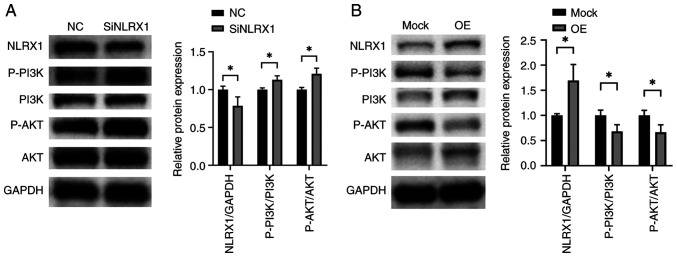 A
NC SiNLRX1
NLRX1
P-PI3K
PI3K
P-AKT
AKT
GAPDH
NC
SiNLRX1
Relative protein expression
1.5
1.0
0.5
0.0
* * *
NLRX1/GAPDH
P-PI3K/PI3K
P-AKT/AKT
B
Mock OE
NLRX1
P-PI3K
PI3K
P-AKT
AKT
GAPDH
Mock
OE
Relative protein expression
2.5
2.0
1.5
1.0
0.5
0.0
* * *
NLRX1/GAPDH
P-PI3K/PI3K
P-AKT/AKT